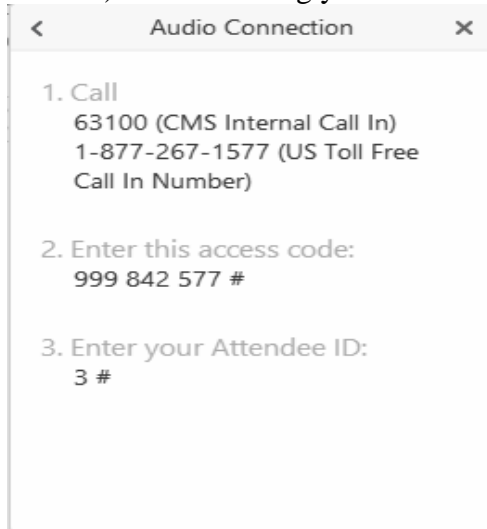 < Audio Connection ×
1. Call
63100 (CMS Internal Call In)
1-877-267-1577 (US Toll Free
Call In Number)
2. Enter this access code:
999 842 577 #
3. Enter your Attendee ID:
3 #